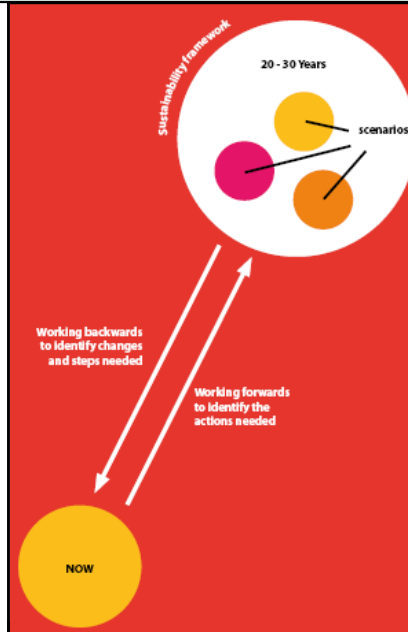 Sustainability framework
20 - 30 Years
scenarios
Working backwards
to identify changes
and steps needed
Working forwards
to identify the
actions needed
NOW